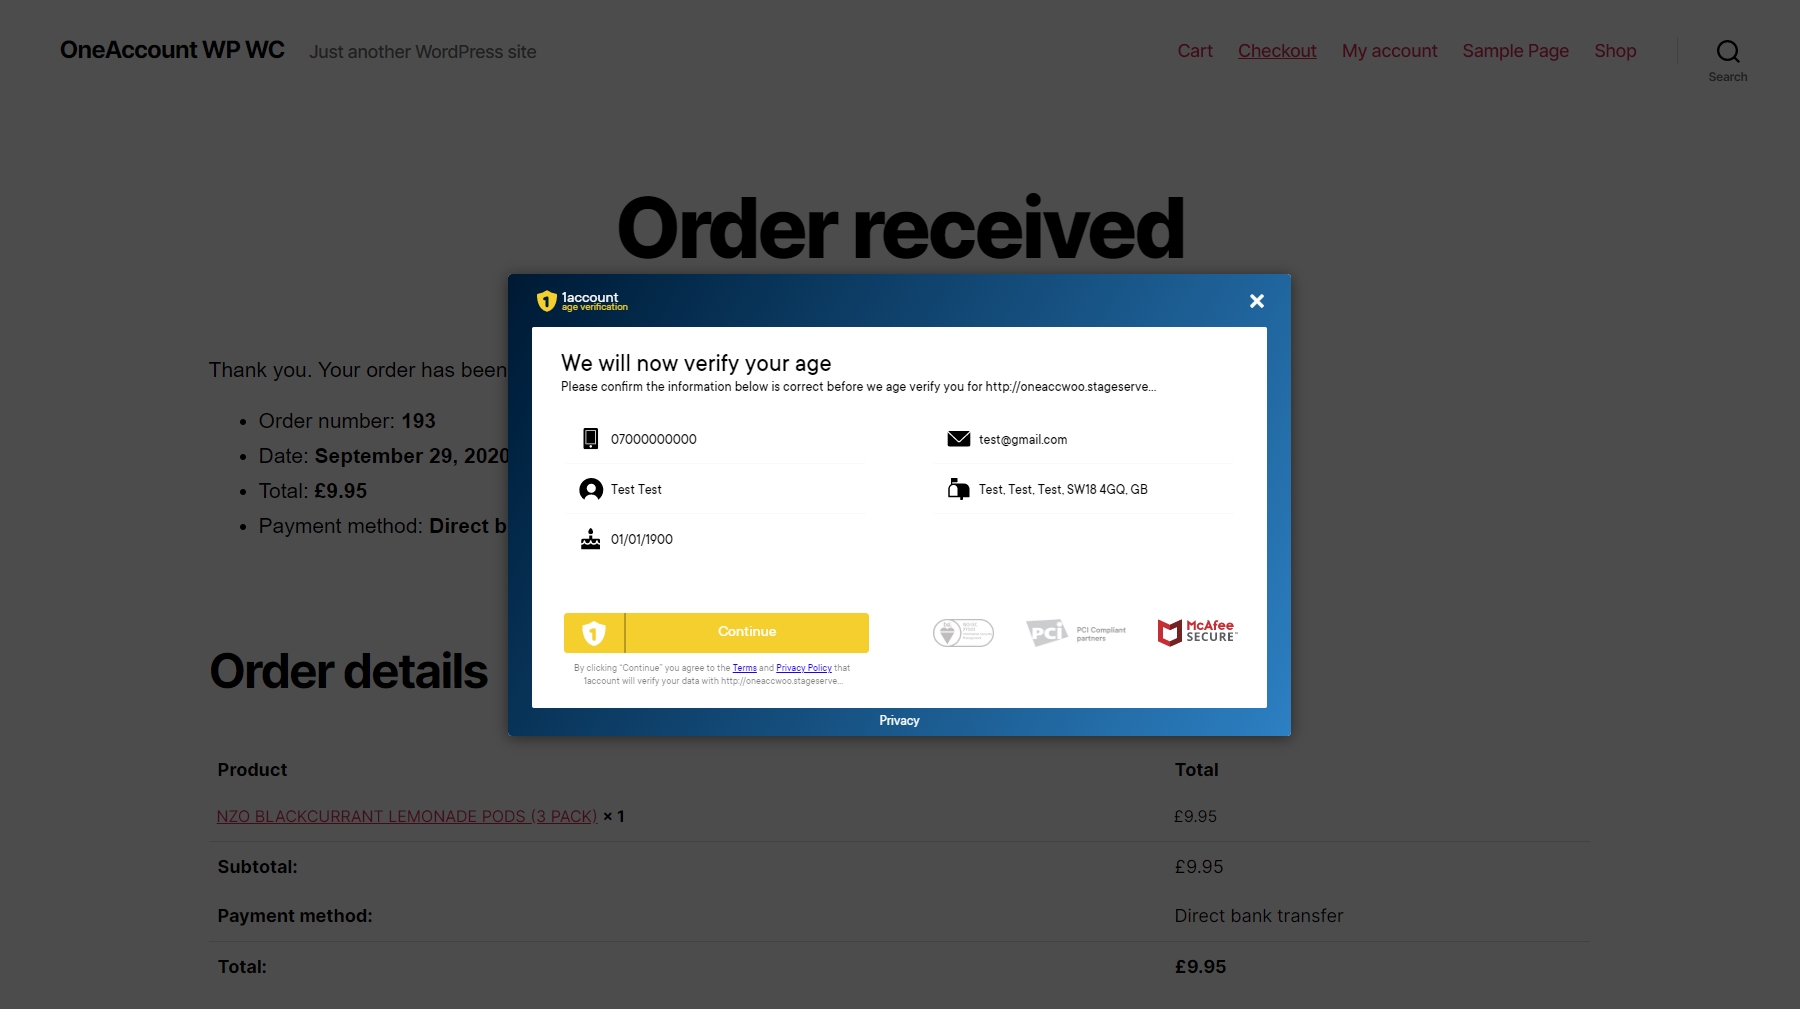 OneAccount WP WC
Just another WordPress site
Cart
Checkout
My account
Sample Page
Shop
Search
Order received
1
1account
age verification
Thank you. Your order has been
Order number: 193
Date: September 29, 2020
Total: £9.95
Payment method: Direct b
We will now verify your age
Please confirm the information below is correct before we age verify you for http://oneaccwoo.stageserve...
07000000000
test@gmail.com
Test Test
Test, Test, Test, SW18 4GQ, GB
01/01/1900
1
Continue
PCi
PCI Compliant
partners
McAfee
SECURE™
By clicking "Continue" you agree to the Terms and Privacy Policy that
1account will verify your data with http://oneaccwoo.stageserve...
Privacy
Order details
Product
Total
NZO BLACKCURRANT LEMONADE PODS (3 PACK) × 1
£9.95
Subtotal:
£9.95
Payment method:
Direct bank transfer
Total:
£9.95